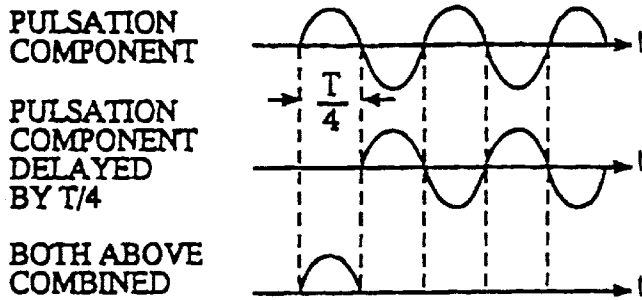 PULSATION
COMPONENT
T
4
PULSATION
COMPONENT
DELAYED
BY T/4
BOTH ABOVE
COMBINED